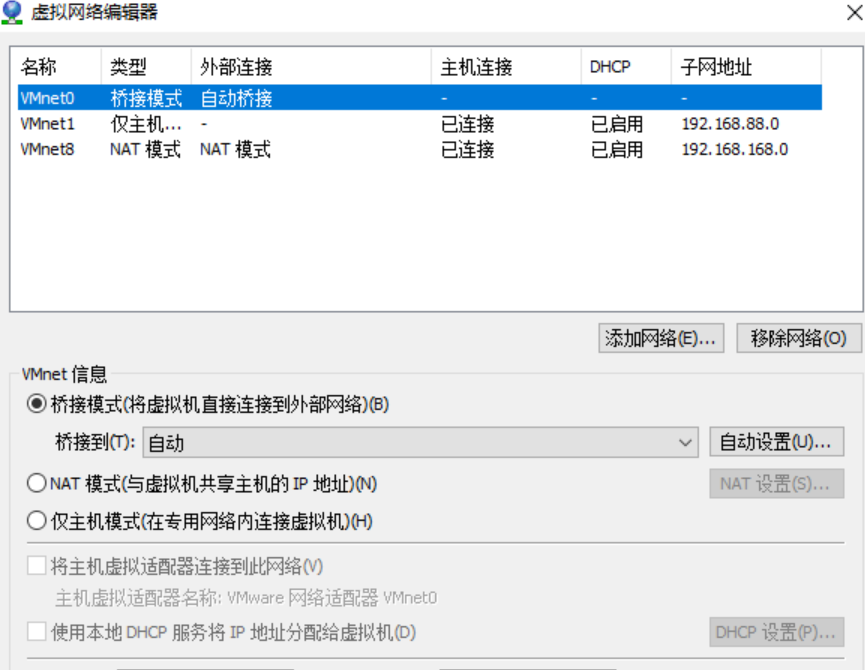 虚拟网络编辑器
名称 类型 外部连接 主机连接 DHCP 子网地址
VMnet0 桥接模式 自动桥接 - - -
VMnet1 仅主机... - 已连接 已启用 192.168.88.0
VMnet8 NAT 模式 NAT 模式 已连接 已启用 192.168.168.0
添加网络(E)... 移除网络(O)
VMnet 信息
桥接模式(将虚拟机直接连接到外部网络)(B)
桥接到(T): 自动 自动设置(U)...
NAT 模式(与虚拟机共享主机的 IP 地址)(N) NAT 设置(S)...
仅主机模式(在专用网络内连接虚拟机)(H)
将主机虚拟适配器连接到此网络(V)
主机虚拟适配器名称: VMware 网络适配器 VMnet0
使用本地 DHCP 服务将 IP 地址分配给虚拟机(D) DHCP 设置(P)...